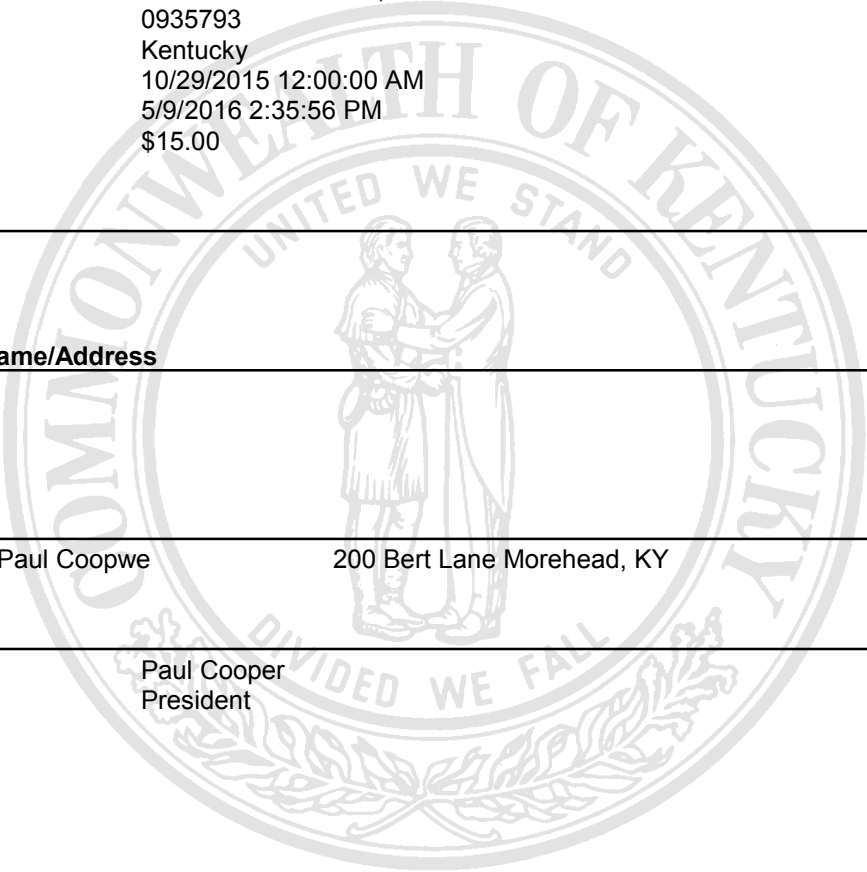 0935793
Kentucky
10/29/2015 12:00:00 AM
5/9/2016 2:35:56 PM
$15.00
COMMONWEALTH OF KENTUCKY
UNITED WE STAND
ame/Address
Paul Coopwe 200 Bert Lane Morehead, KY
DIVIDED WE FALL
Paul Cooper
President